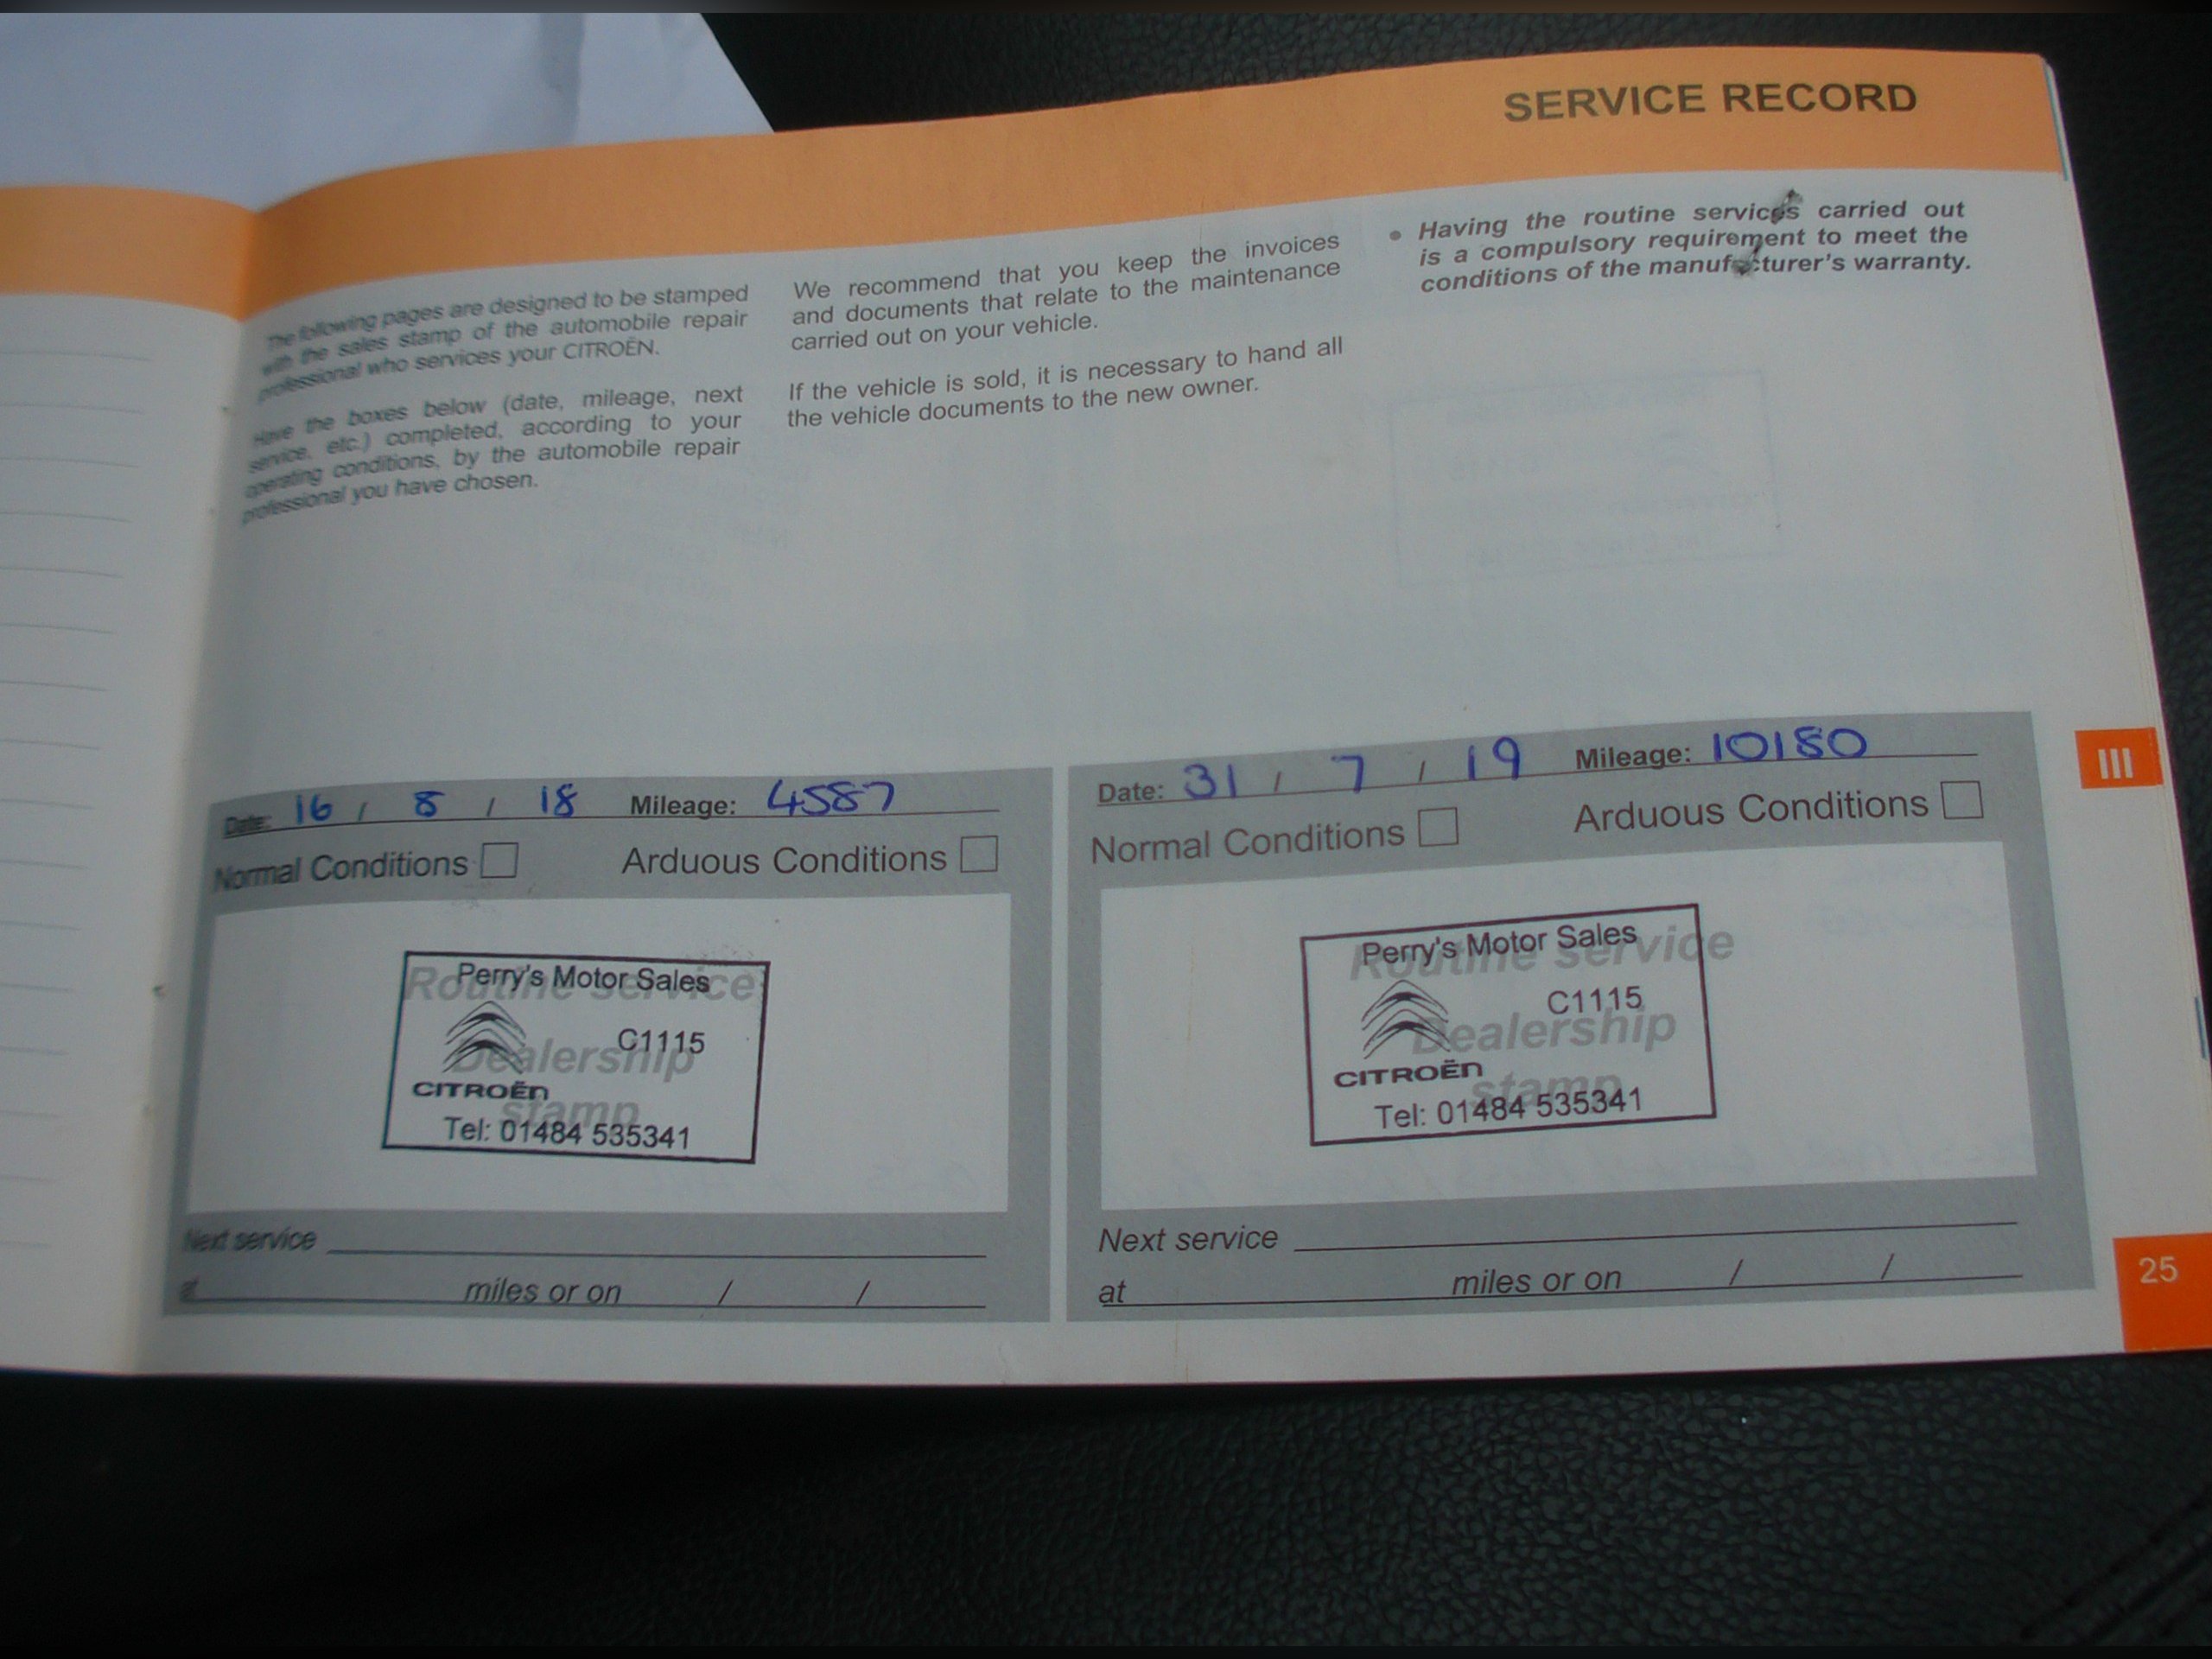 SERVICE RECORD
The following pages are designed to be stamped
with the sales stamp of the automobile repair
professional who services your CITROËN.
Have the boxes below (date, mileage, next
service, etc.) completed, according to your
operating conditions, by the automobile repair
professional you have chosen.
We recommend that you keep the invoices
and documents that relate to the maintenance
carried out on your vehicle.
If the vehicle is sold, it is necessary to hand all
the vehicle documents to the new owner.
• Having the routine services carried out
is a compulsory requirement to meet the
conditions of the manufacturer's warranty.
III
Date: 16 / 8 / 18 Mileage: 4587
Normal Conditions Arduous Conditions
Routine service
Dealership
stamp
Perry's Motor Sales
C1115
CITROËN
Tel: 01484 535341
Next service
at miles or on / /
Date: 31 / 7 / 19 Mileage: 10180
Normal Conditions Arduous Conditions
Routine service
Dealership
stamp
Perry's Motor Sales
C1115
CITROËN
Tel: 01484 535341
Next service
at miles or on / /
25